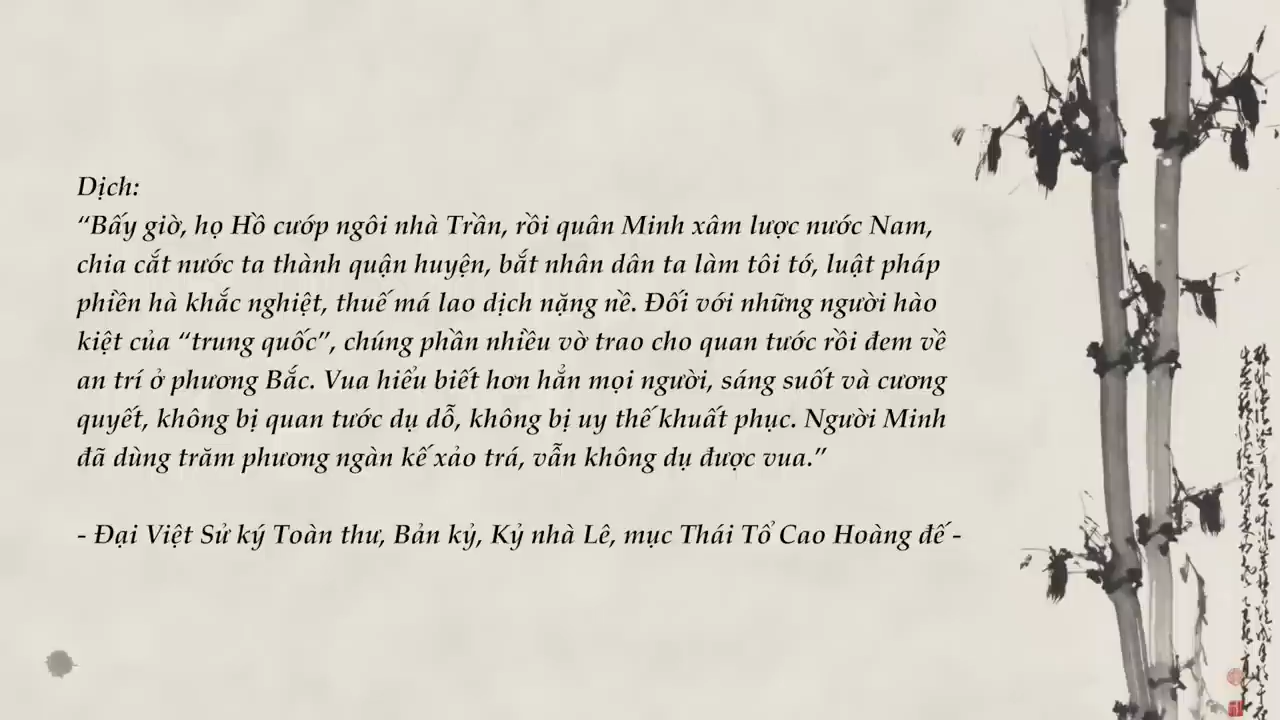 Dịch:
“Bấy giờ, họ Hồ cướp ngôi nhà Trần, rồi quân Minh xâm lược nước Nam,
chia cắt nước ta thành quận huyện, bắt nhân dân ta làm tôi tớ, luật pháp
phiền hà khắc nghiệt, thuế má lao dịch nặng nề. Đối với những người hào
kiệt của “trung quốc”, chúng phần nhiều vờ trao cho quan tước rồi đem về
an trí ở phương Bắc. Vua hiểu biết hơn hẳn mọi người, sáng suốt và cương
quyết, không bị quan tước dụ dỗ, không bị uy thế khuất phục. Người Minh
đã dùng trăm phương ngàn kế xảo trá, vẫn không dụ được vua.”
- Đại Việt Sử ký Toàn thư, Bản kỷ, Kỷ nhà Lê, mục Thái Tổ Cao Hoàng đế -